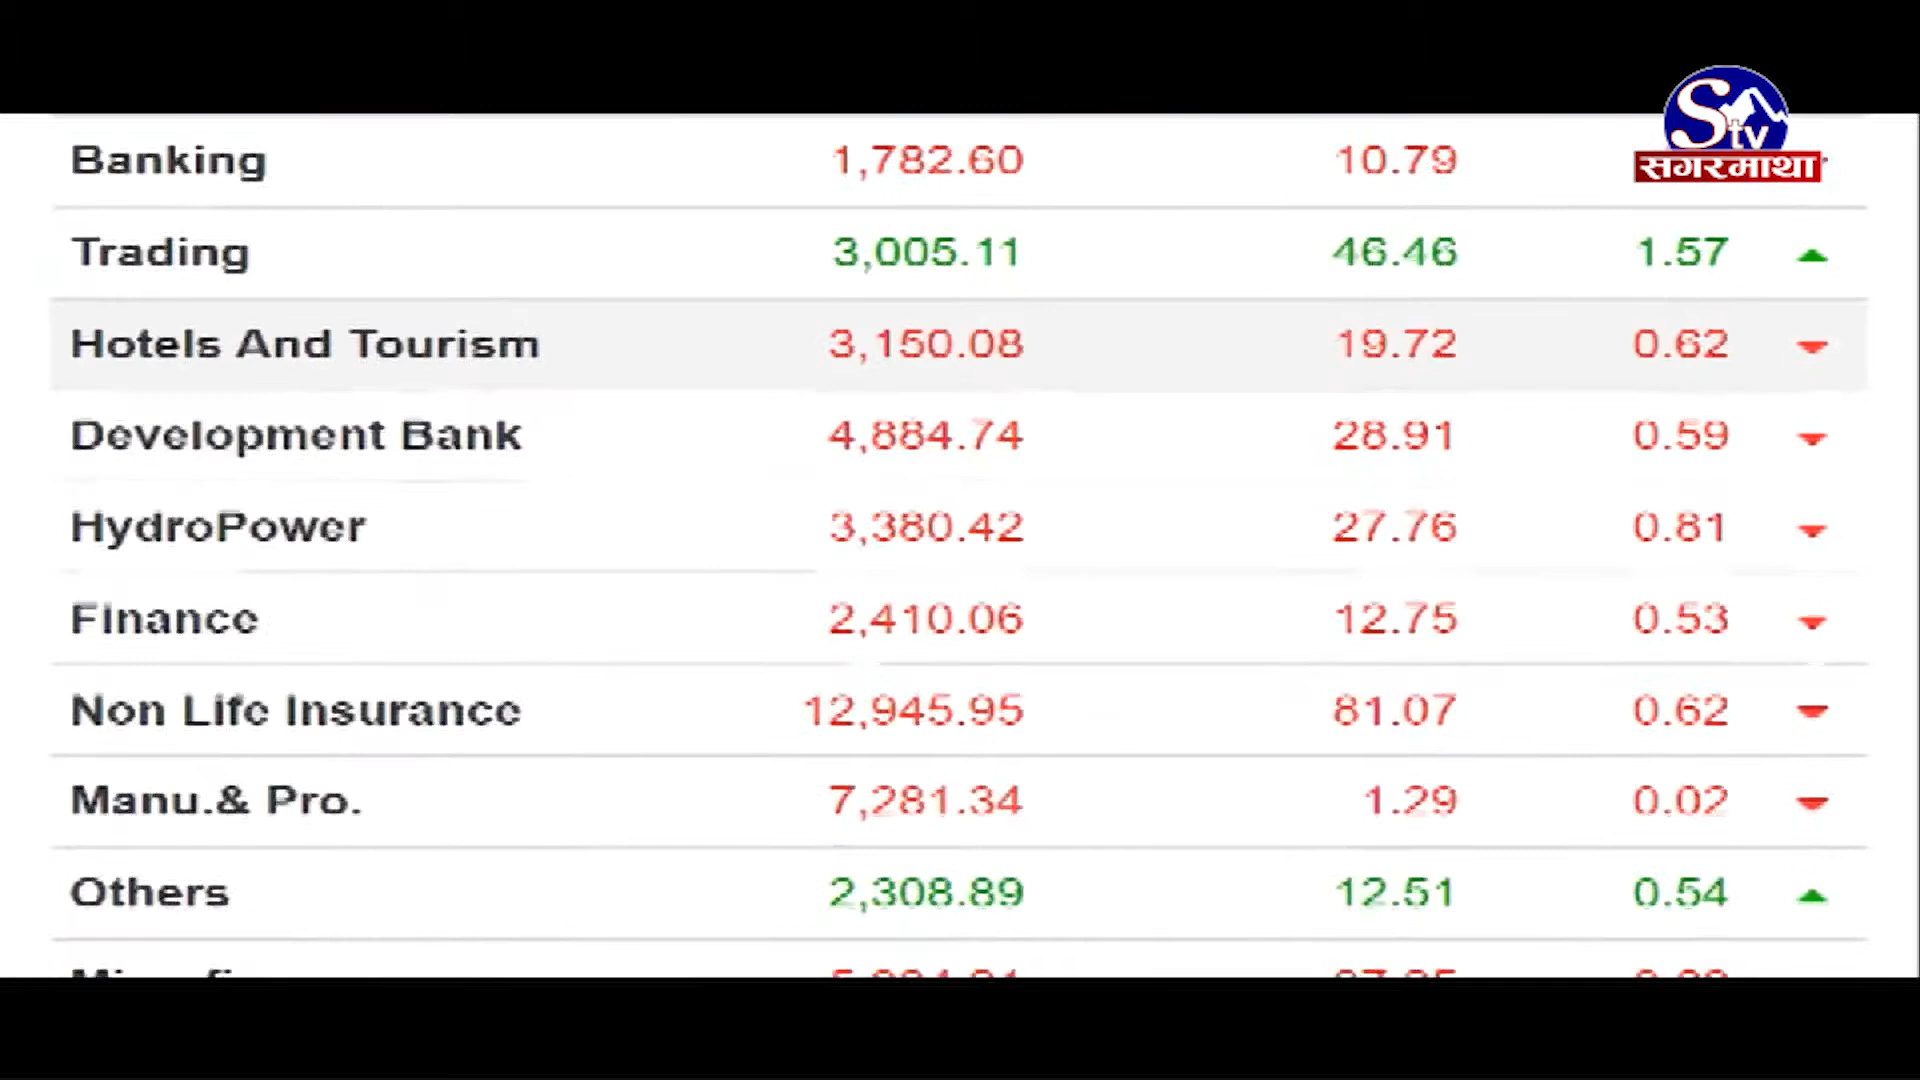 Stv
सगरमाथा
Banking 1,782.60 10.79
Trading 3,005.11 46.46 1.57
Hotels And Tourism 3,150.08 19.72 0.62
Development Bank 4,884.74 28.91 0.59
HydroPower 3,380.42 27.76 0.81
Finance 2,410.06 12.75 0.53
Non Life Insurance 12,945.95 81.07 0.62
Manu.& Pro. 7,281.34 1.29 0.02
Others 2,308.89 12.51 0.54